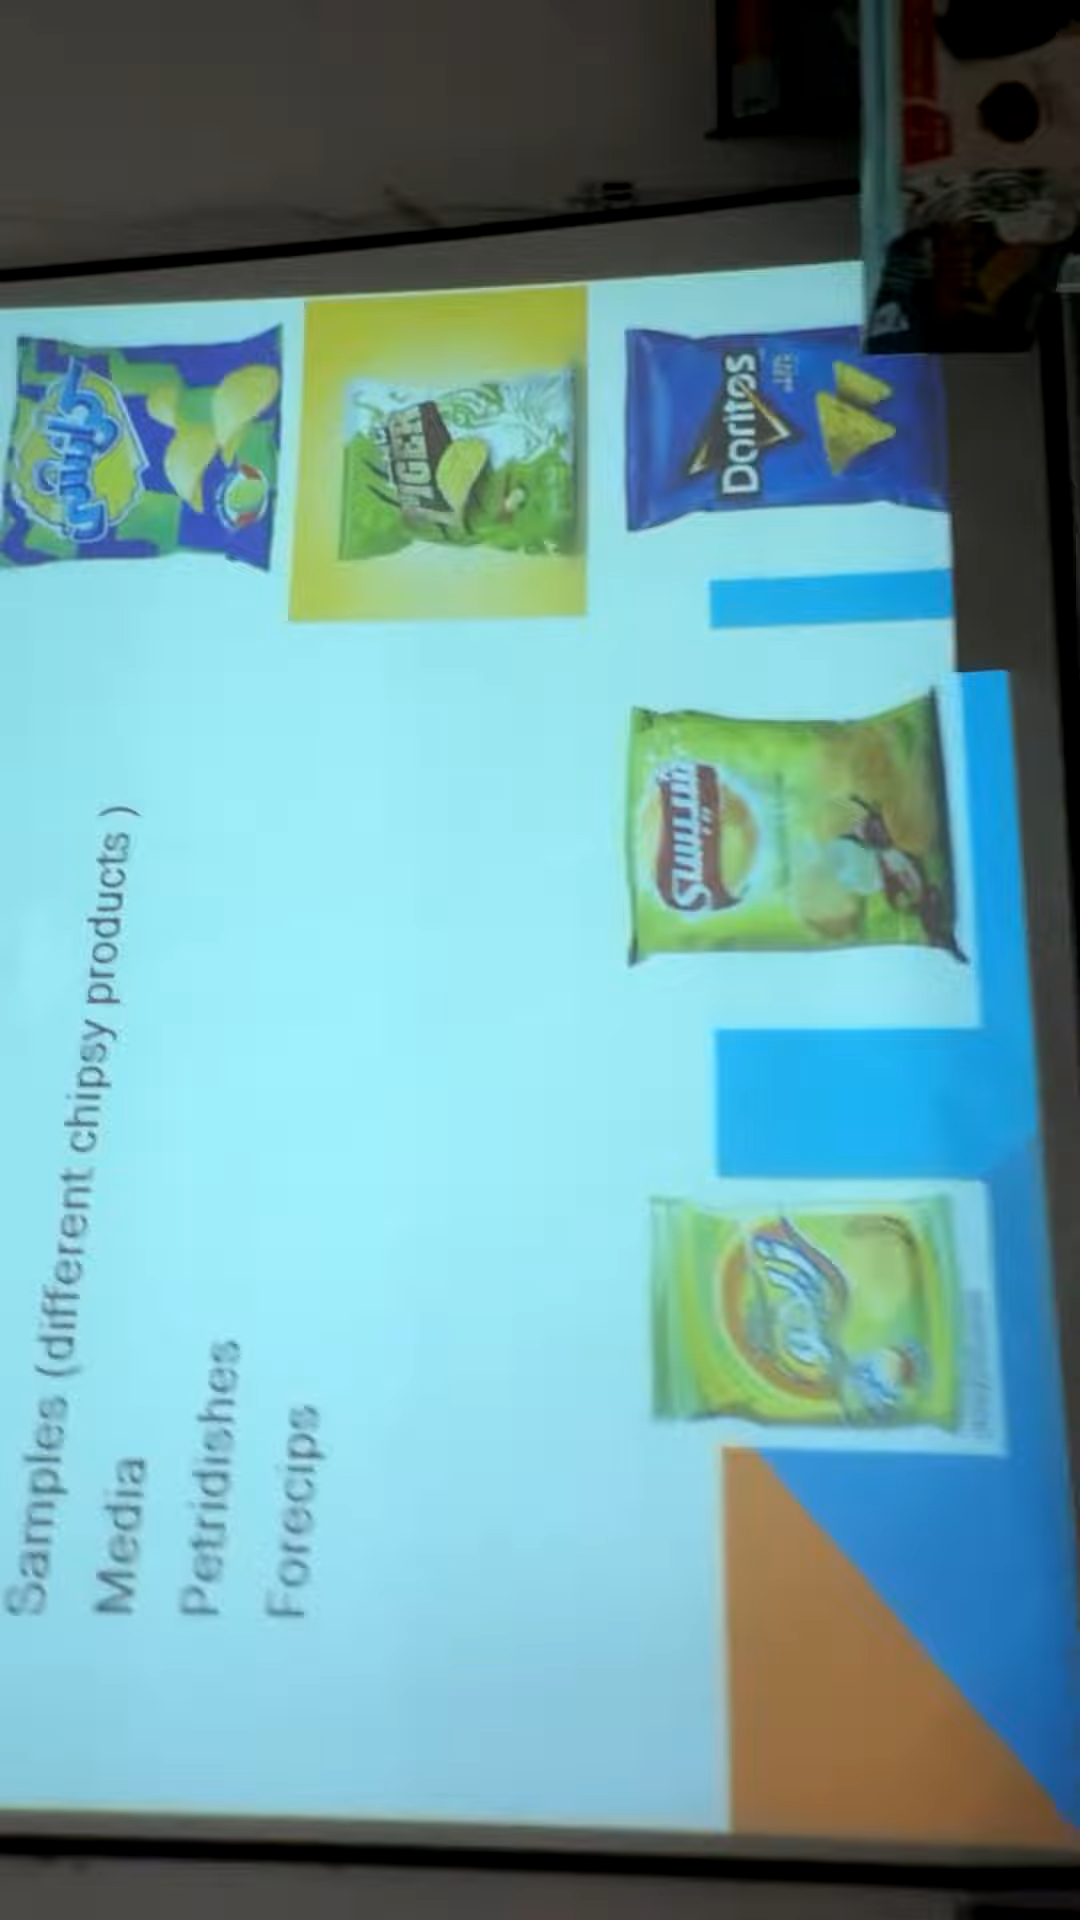 Samples (different chipsy products )
Media
Petridishes
Forecips
TIGER
Doritos